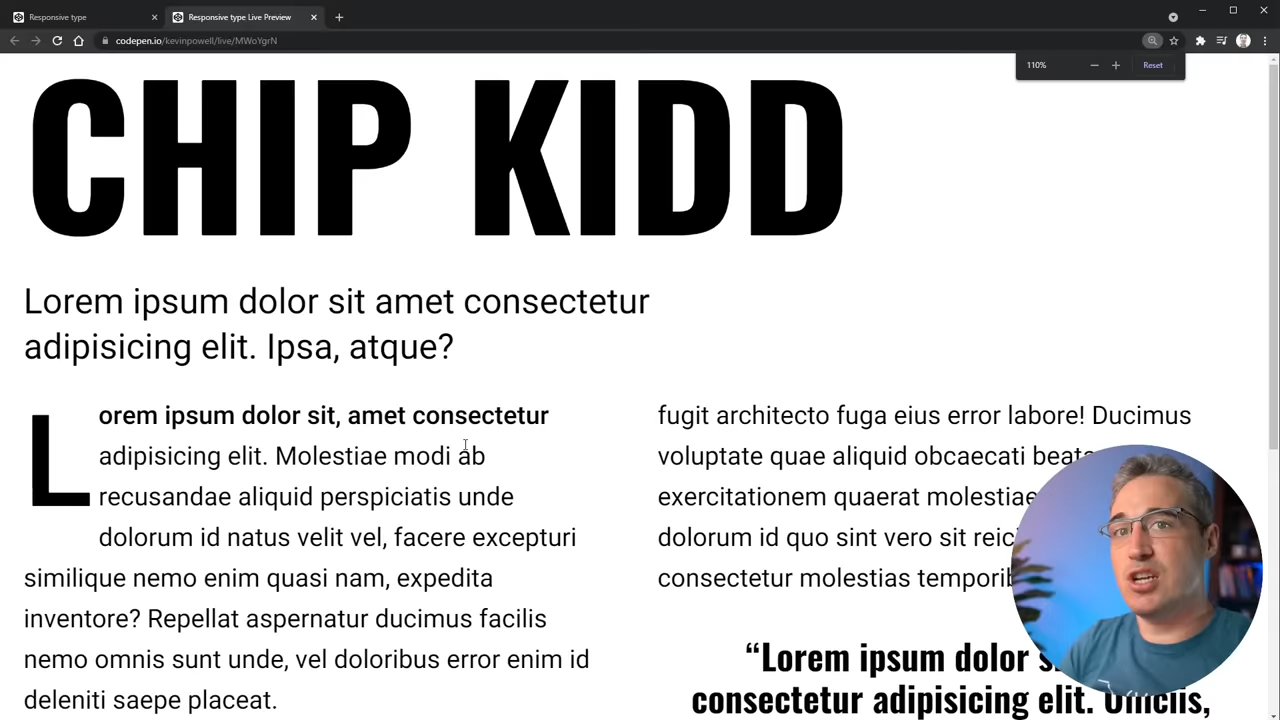 Responsive type
Responsive type Live Preview
codepen.io/kevinpowell/live/MWoYgrN
110%
Reset
CHIP KIDD
Lorem ipsum dolor sit amet consectetur
adipisicing elit. Ipsa, atque?
Lorem ipsum dolor sit, amet consectetur
adipisicing elit. Molestiae modi ab
recusandae aliquid perspiciatis unde
dolorum id natus velit vel, facere excepturi
similique nemo enim quasi nam, expedita
inventore? Repellat aspernatur ducimus facilis
nemo omnis sunt unde, vel doloribus error enim id
deleniti saepe placeat.
fugit architecto fuga eius error labore! Ducimus
voluptate quae aliquid obcaecati
exercitationem quaerat molestiae
dolorum id quo sint vero sit
consectetur molestias
“Lorem ipsum dolor
consectetur adipisicing elit. Officiis,